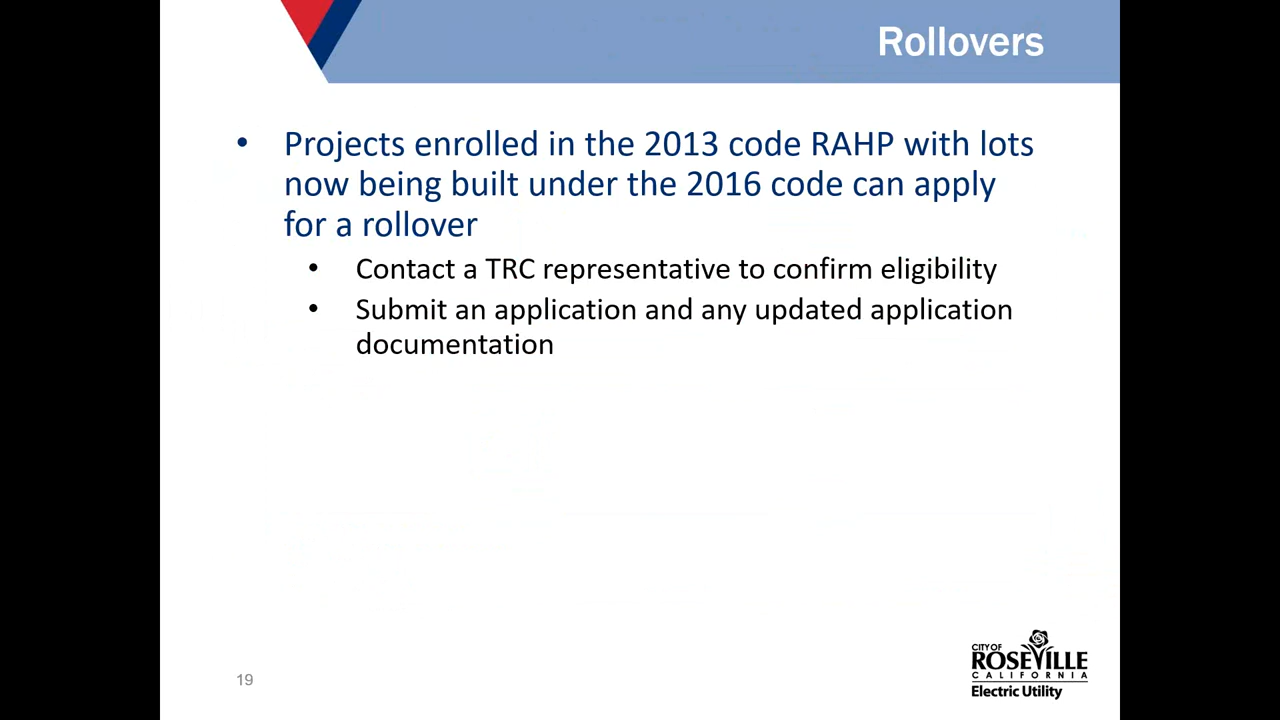 Rollovers
• Projects enrolled in the 2013 code RAHP with lots
now being built under the 2016 code can apply
for a rollover
• Contact a TRC representative to confirm eligibility
• Submit an application and any updated application
documentation
19
CITY OF
ROSEVILLE
CALIFORNIA
Electric Utility